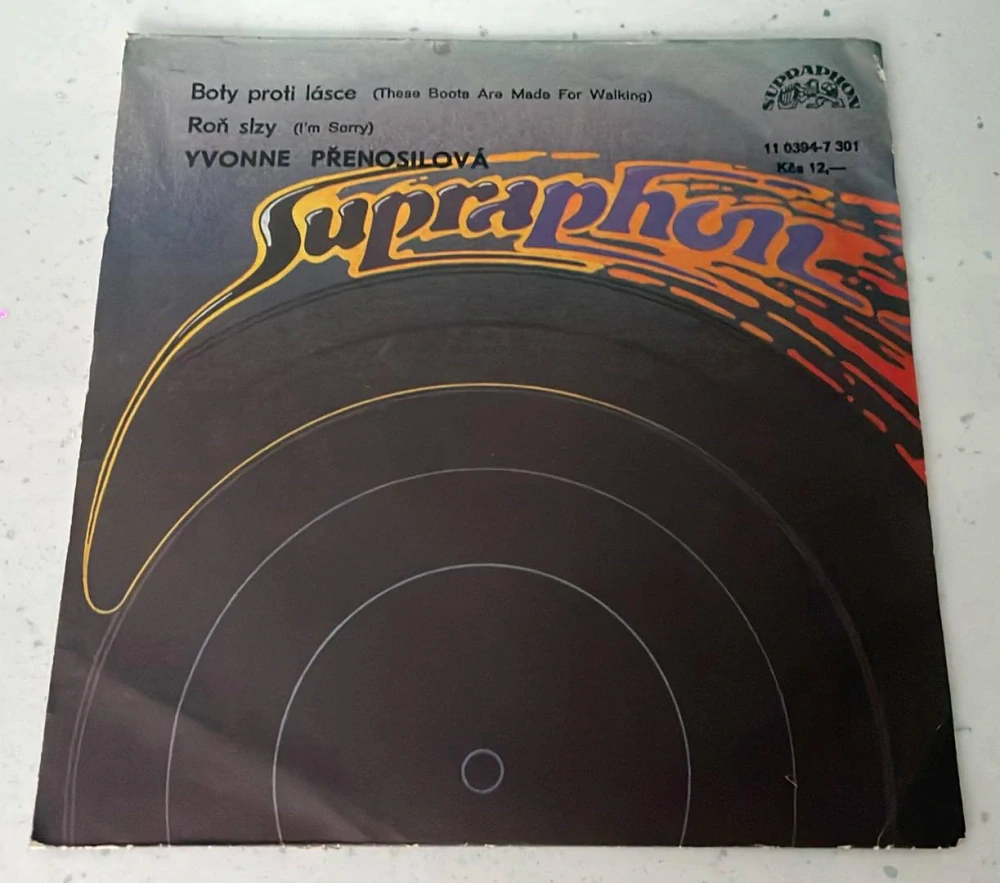 Boty proti lásce (These Boots Are Made For Walking)
Roň slzy (I'm Sorry)
YVONNE PŘENOSILOVÁ
SUPRAPHON
11 0394-7 301
Kčs 12,—
Supraphon